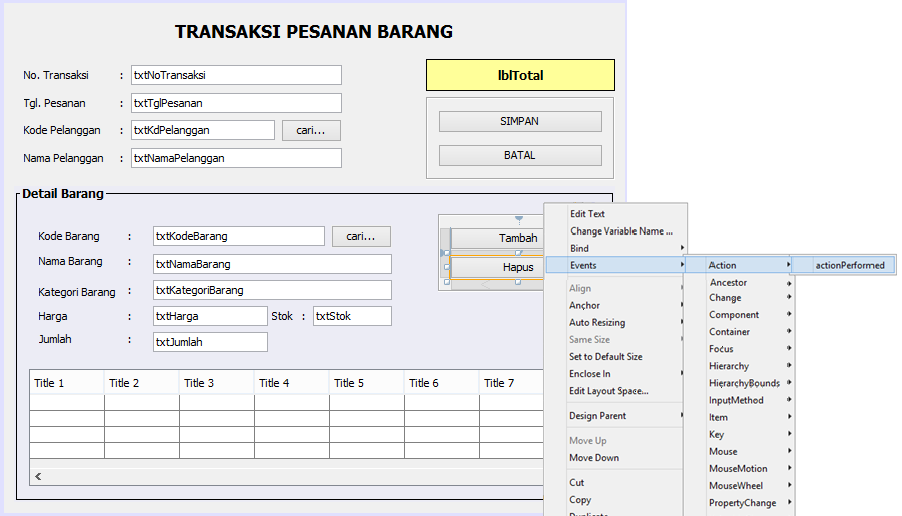 TRANSAKSI PESANAN BARANG
No. Transaksi : txtNoTransaksi
lblTotal
Tgl. Pesanan : txtTglPesanan
Kode Pelanggan : txtKdPelanggan cari...
Nama Pelanggan : txtNamaPelanggan
SIMPAN
BATAL
Detail Barang
Kode Barang : txtKodeBarang cari...
Nama Barang : txtNamaBarang
Kategori Barang : txtKategoriBarang
Harga : txtHarga Stok : txtStok
Jumlah : txtJumlah
Tambah
Hapus
Title 1 Title 2 Title 3 Title 4 Title 5 Title 6 Title 7
Edit Text
Change Variable Name ...
Bind
Events
Align
Anchor
Auto Resizing
Same Size
Set to Default Size
Enclose In
Edit Layout Space...
Design Parent
Move Up
Move Down
Cut
Copy
Duplicate
Action
Ancestor
Change
Component
Container
Focus
Hierarchy
HierarchyBounds
InputMethod
Item
Key
Mouse
MouseMotion
MouseWheel
PropertyChange
actionPerformed